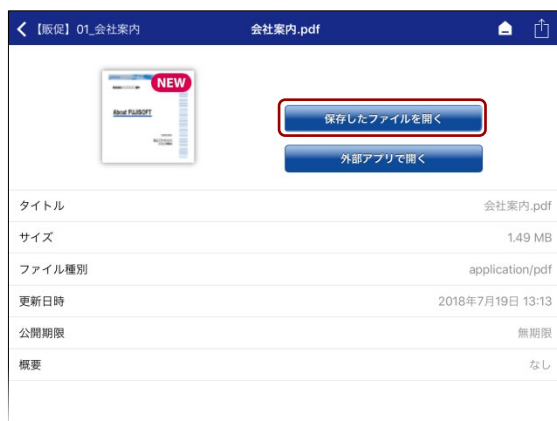 【販促】01_会社案内
会社案内.pdf
NEW
About FUJISOFT
保存したファイルを開く
外部アプリで開く
タイトル 会社案内.pdf
サイズ 1.49 MB
ファイル種別 application/pdf
更新日時 2018年7月19日 13:13
公開期限 無期限
概要 なし